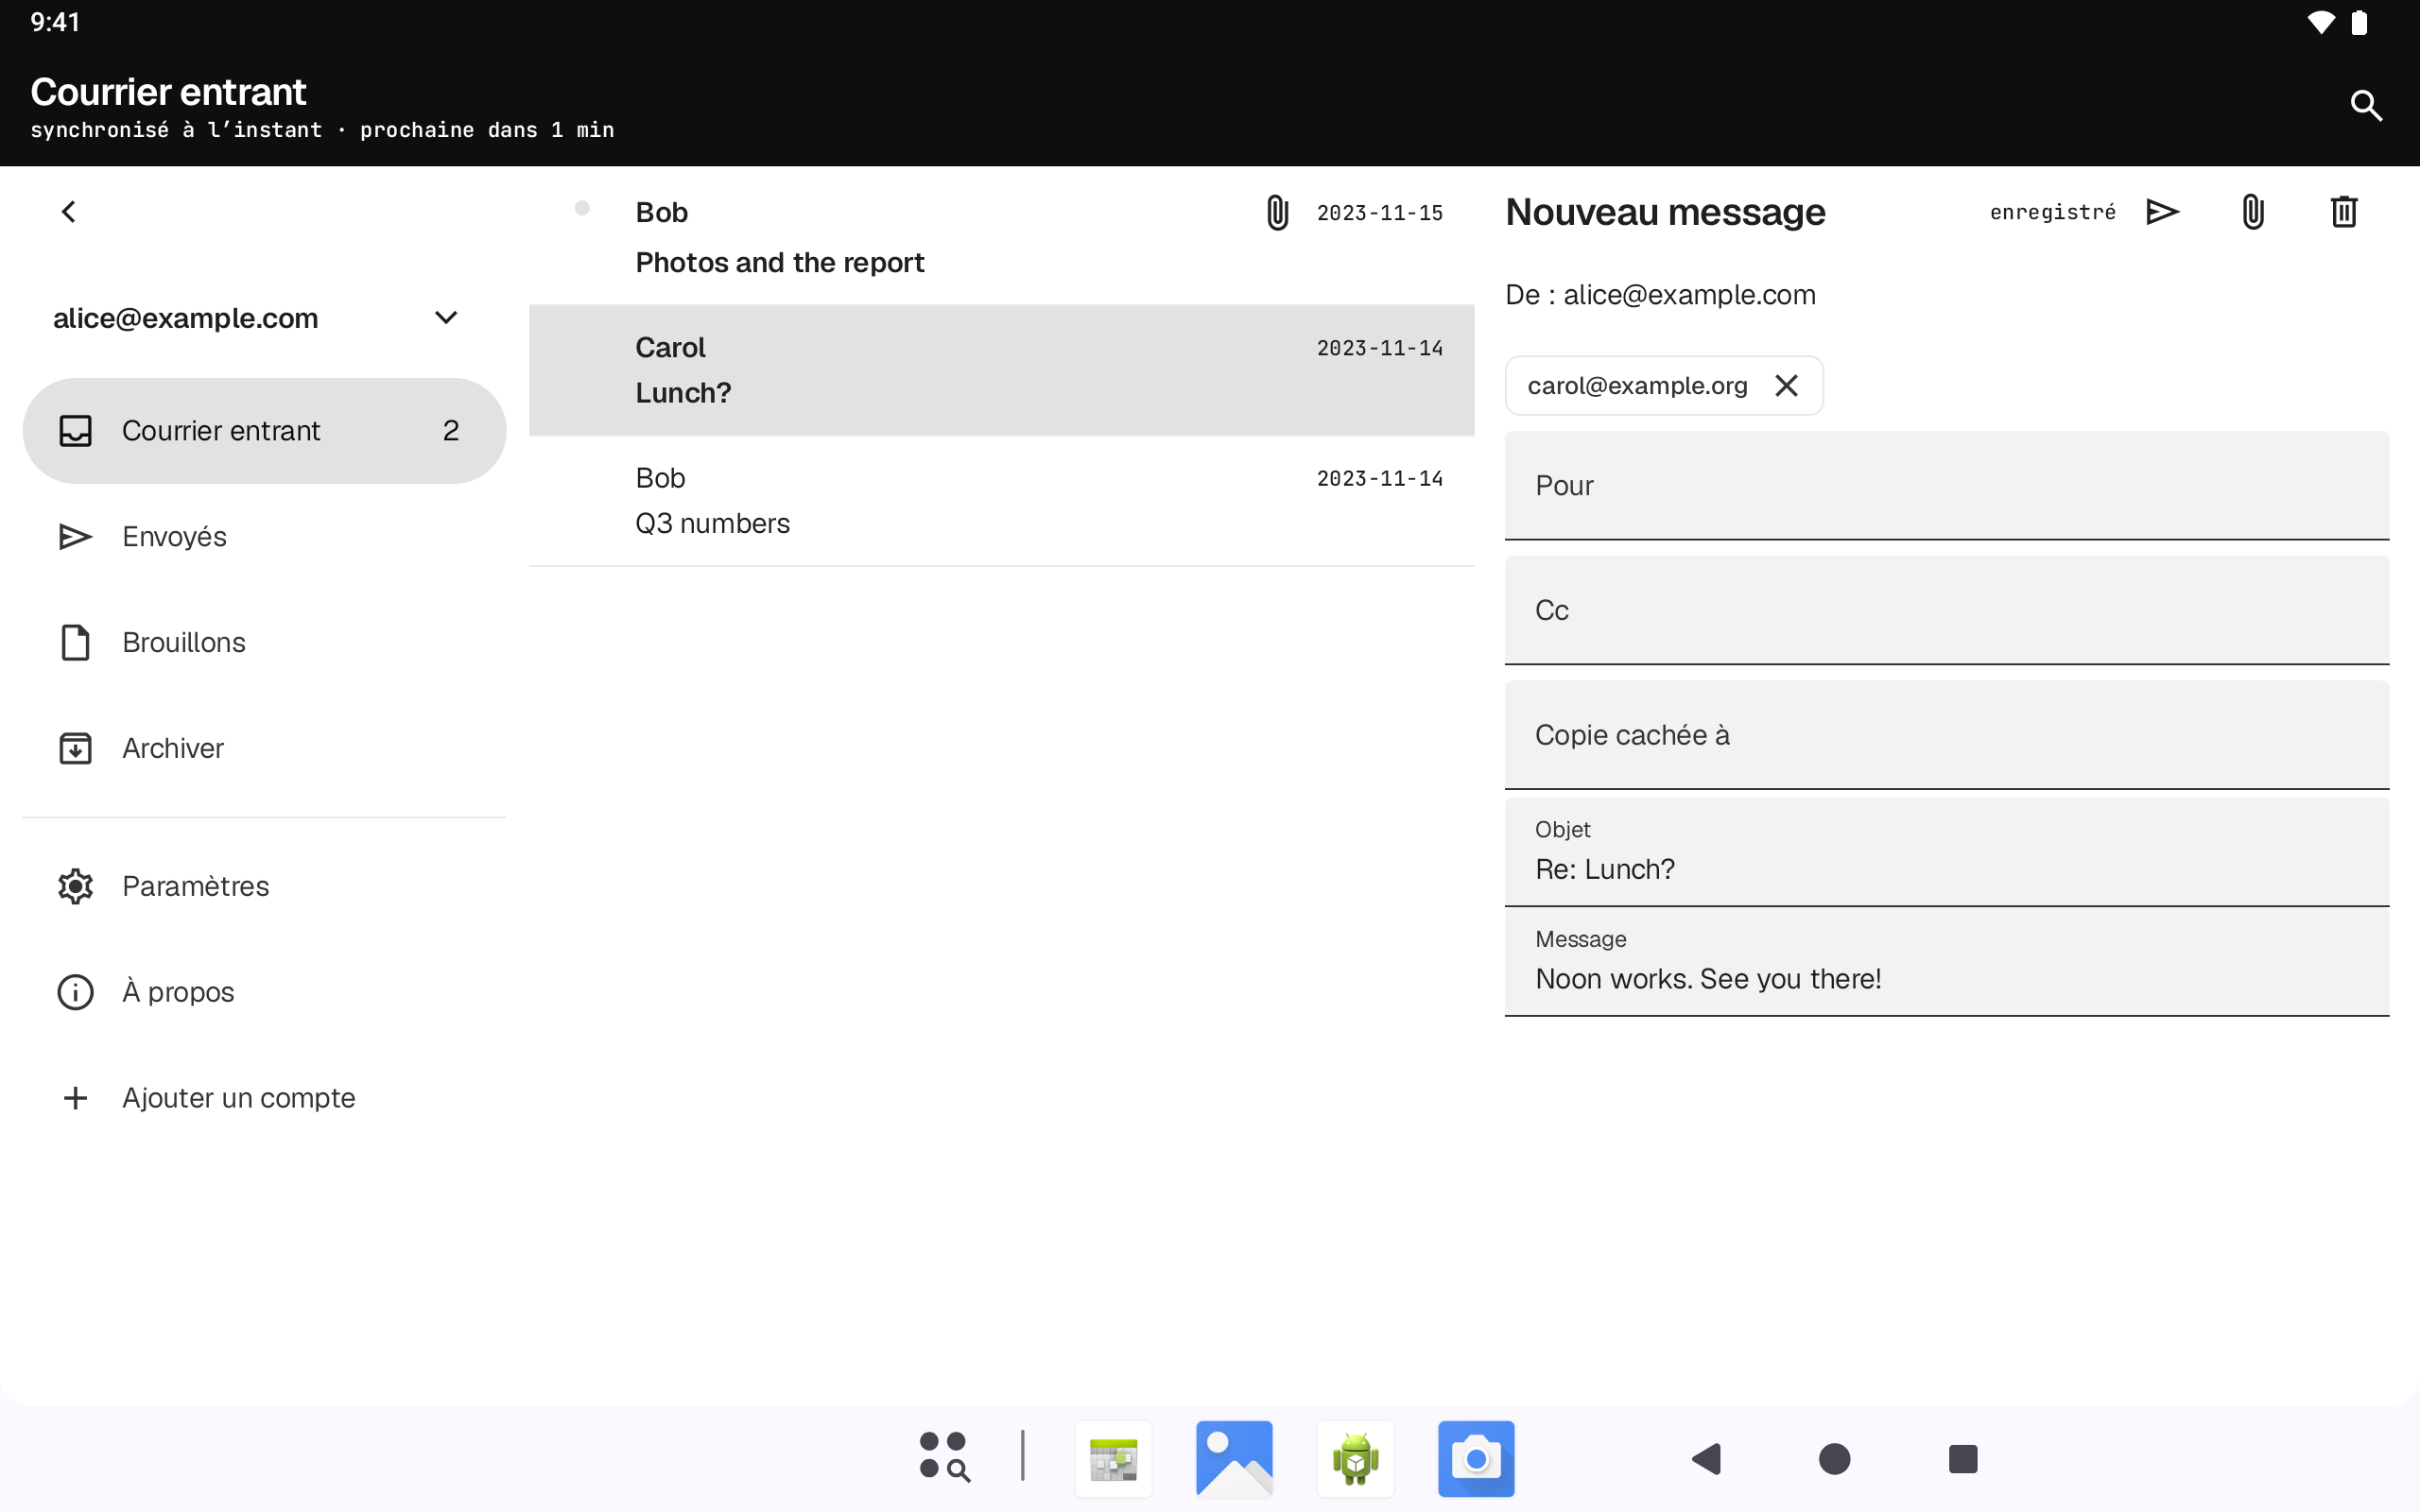 9:41
Courrier entrant
synchronisé à l’instant · prochaine dans 1 min
alice@example.com
Courrier entrant 2
Envoyés
Brouillons
Archiver
Paramètres
À propos
Ajouter un compte
Bob 2023-11-15
Photos and the report
Carol 2023-11-14
Lunch?
Bob 2023-11-14
Q3 numbers
Nouveau message enregistré
De : alice@example.com
carol@example.org
Pour
Cc
Copie cachée à
Objet
Re: Lunch?
Message
Noon works. See you there!